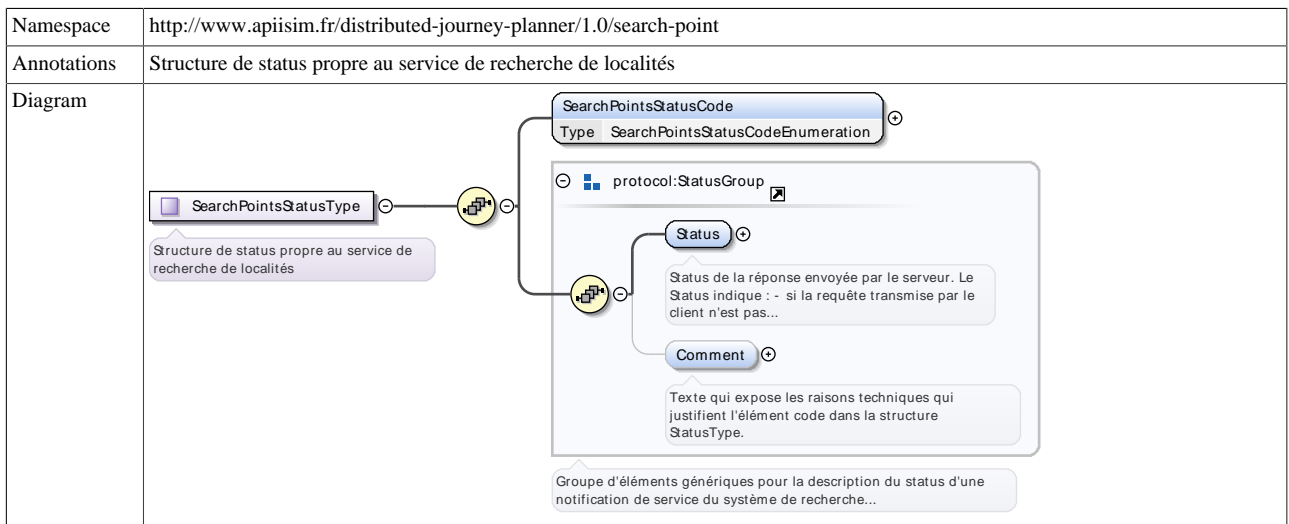 Namespace http://www.apiisim.fr/distributed-journey-planner/1.0/search-point
Annotations Structure de status propre au service de recherche de localités
Diagram
SearchPointsStatusCode
Type SearchPointsStatusCodeEnumeration
protocol:StatusGroup
SearchPointsStatusType
Structure de status propre au service de
recherche de localités
Status
Status de la réponse envoyée par le serveur. Le
Status indique : - si la requête transmise par le
client n'est pas...
Comment
Texte qui expose les raisons techniques qui
justifient l'élément code dans la structure
StatusType.
Groupe d'éléments génériques pour la description du status d'une
notification de service du système de recherche...